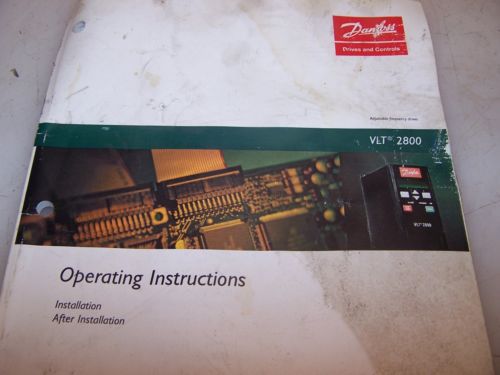 Danfoss
Drives and Controls
Adjustable frequency drives
VLT® 2800
Danfoss
VLT® 2800
Operating Instructions
Installation
After Installation